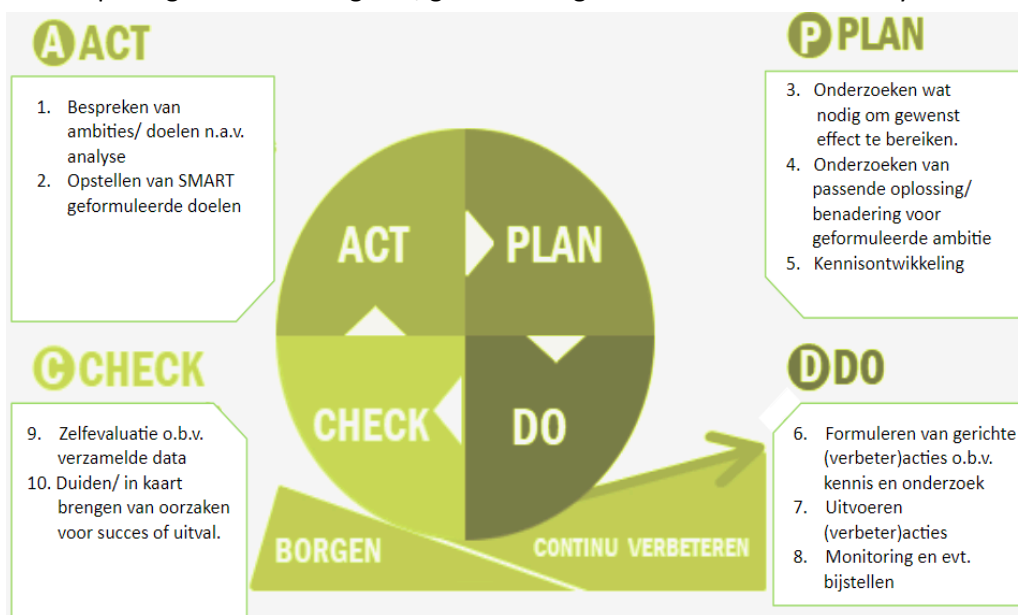 A ACT
1. Bespreken van
ambities/ doelen n.a.v.
analyse
2. Opstellen van SMART
geformuleerde doelen
P PLAN
3. Onderzoeken wat
nodig om gewenst
effect te bereiken.
4. Onderzoeken van
passende oplossing/
benadering voor
geformuleerde ambitie
5. Kennisontwikkeling
ACT
PLAN
CHECK
DO
C CHECK
9. Zelfevaluatie o.b.v.
verzamelde data
10. Duiden/ in kaart
brengen van oorzaken
voor succes of uitval.
D DO
6. Formuleren van gerichte
(verbeter)acties o.b.v.
kennis en onderzoek
7. Uitvoeren
(verbeter)acties
8. Monitoring en evt.
bijstellen
BORGEN
CONTINU VERBETEREN